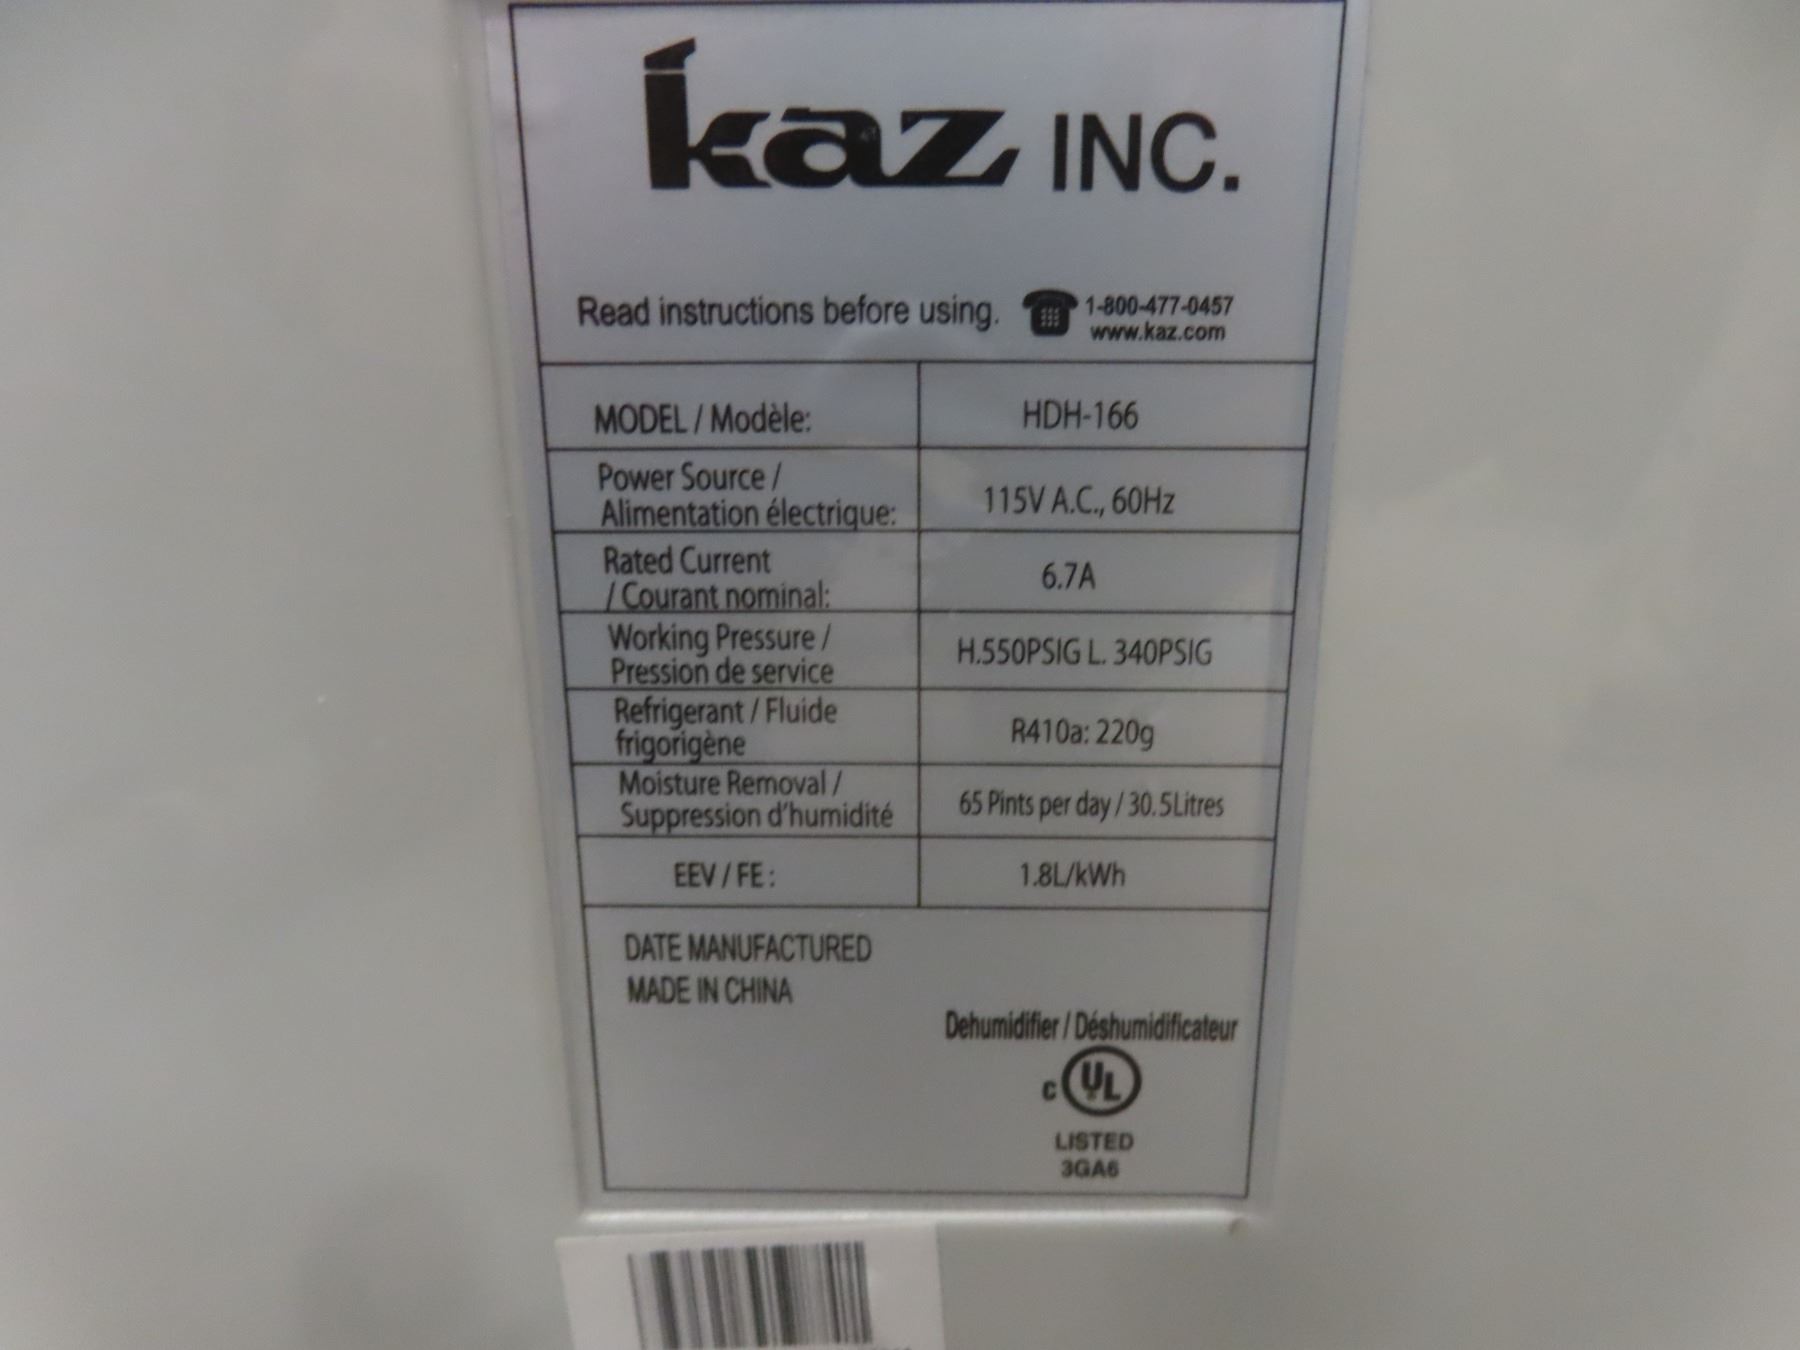 kaz INC.
Read instructions before using. 1-800-477-0457
www.kaz.com
MODEL / Modèle: HDH-166
Power Source /
Alimentation électrique: 115V A.C., 60Hz
Rated Current
/ Courant nominal: 6.7A
Working Pressure /
Pression de service H.550PSIG L. 340PSIG
Refrigerant / Fluide
frigorigène R410a: 220g
Moisture Removal /
Suppression d'humidité 65 Pints per day / 30.5Litres
EEV / FE : 1.8L/kWh
DATE MANUFACTURED
MADE IN CHINA
Dehumidifier / Déshumidificateur
c UL
LISTED
3GA6